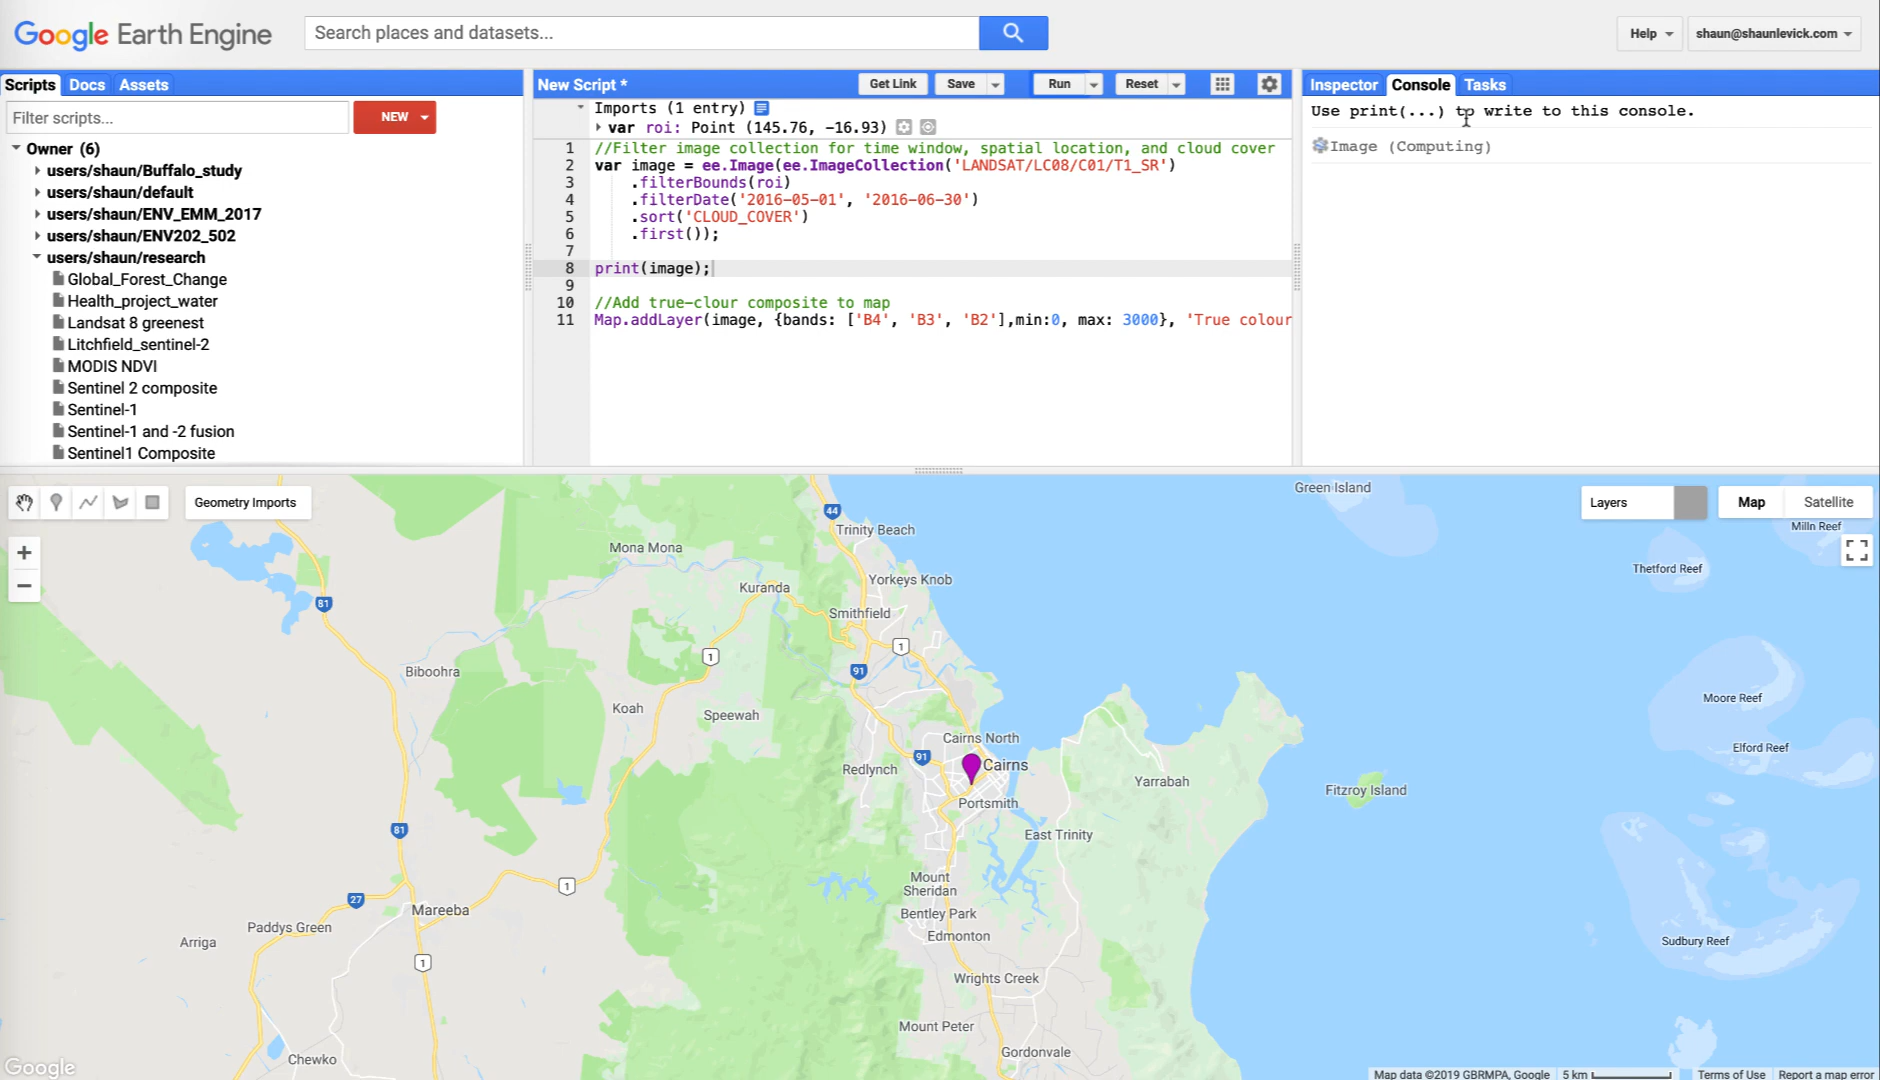 Google Earth Engine
Search places and datasets...
Help
shaun@shaunlevick.com
Scripts Docs Assets
New Script *
Get Link Save Run Reset
Inspector Console Tasks
Filter scripts...
NEW
Owner (6)
users/shaun/Buffalo_study
users/shaun/default
users/shaun/ENV_EMM_2017
users/shaun/ENV202_502
users/shaun/research
Global_Forest_Change
Health_project_water
Landsat 8 greenest
Litchfield_sentinel-2
MODIS NDVI
Sentinel 2 composite
Sentinel-1
Sentinel-1 and -2 fusion
Sentinel1 Composite
Imports (1 entry)
var roi: Point (145.76, -16.93)
1 //Filter image collection for time window, spatial location, and cloud cover
2 var image = ee.Image(ee.ImageCollection('LANDSAT/LC08/C01/T1_SR')
3 .filterBounds(roi)
4 .filterDate('2016-05-01', '2016-06-30')
5 .sort('CLOUD_COVER')
6 .first());
7
8 print(image);
9
10 //Add true-clour composite to map
11 Map.addLayer(image, {bands: ['B4', 'B3', 'B2'],min:0, max: 3000}, 'True colour
Use print(...) to write to this console.
Image (Computing)
Geometry Imports
Layers
Map Satellite
+
−
Green Island
Milln Reef
44
Trinity Beach
Mona Mona
Thetford Reef
Yorkeys Knob
Kuranda
81
Smithfield
1
1
91
Biboohra
Moore Reef
Koah
Speewah
Cairns North
Elford Reef
91
Cairns
Redlynch
Yarrabah
Fitzroy Island
Portsmith
81
East Trinity
Mount
Sheridan
1
27
Mareeba
Bentley Park
Paddys Green
Edmonton
Arriga
Sudbury Reef
1
Wrights Creek
Mount Peter
Gordonvale
Chewko
Google
Map data ©2019 GBRMPA, Google 5 km Terms of Use Report a map error